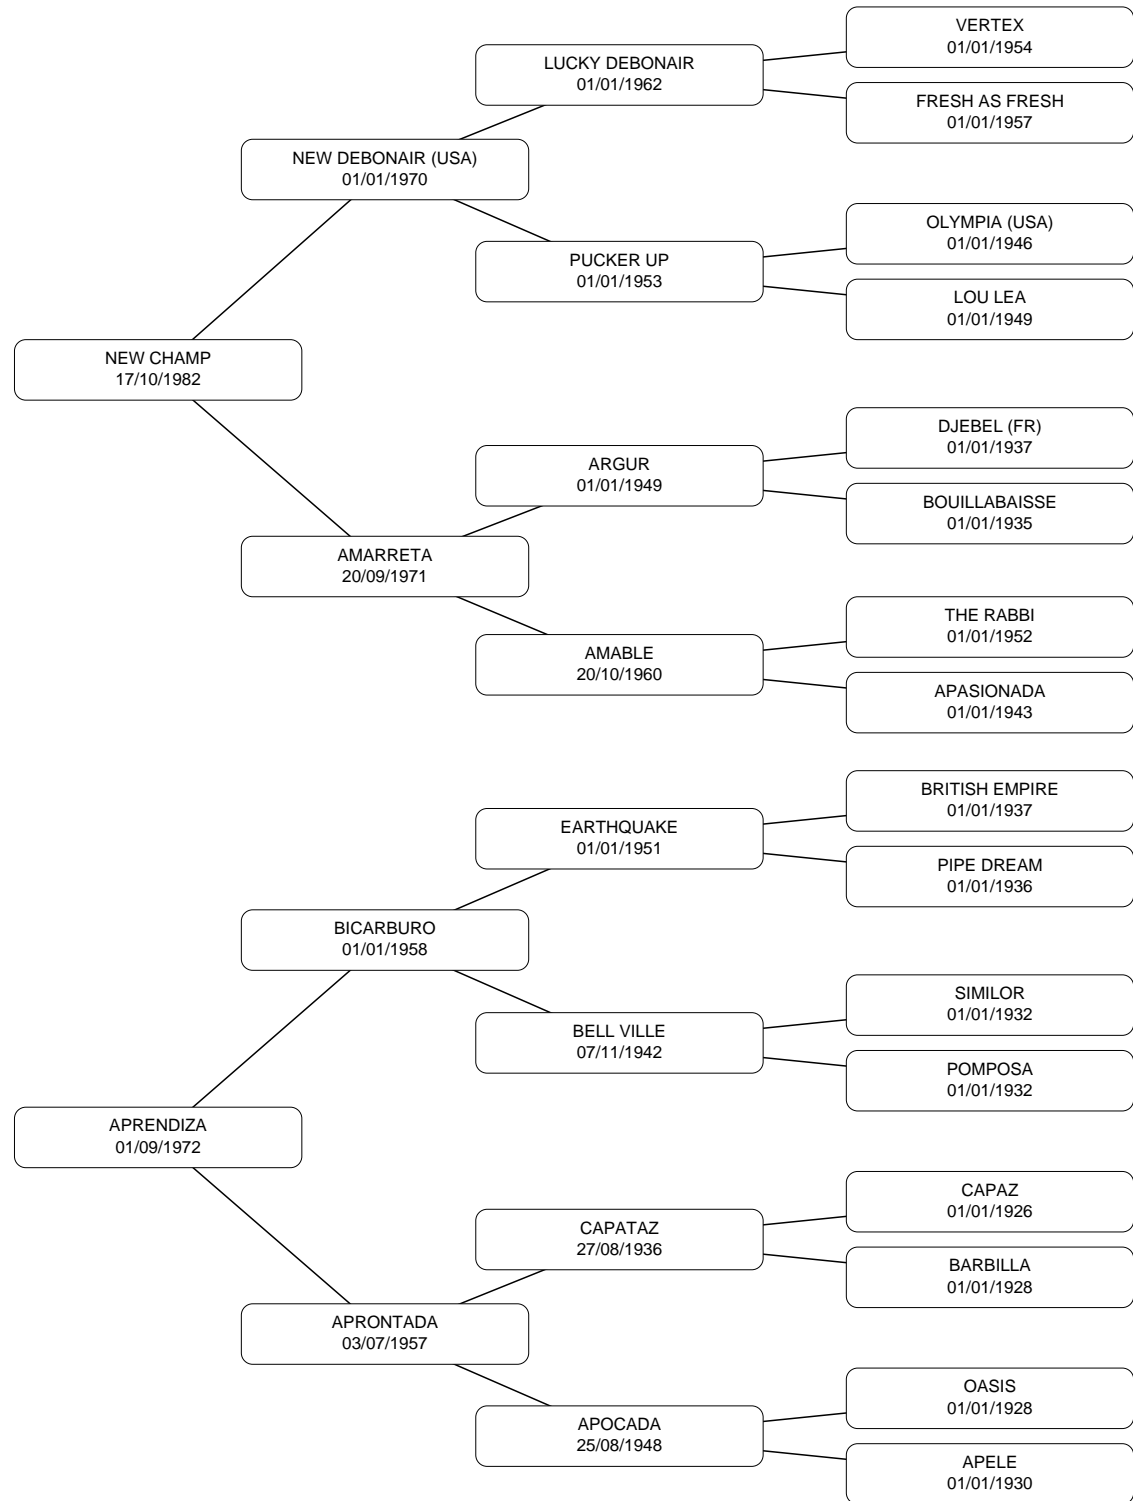 VERTEX
01/01/1954
LUCKY DEBONAIR
01/01/1962
FRESH AS FRESH
01/01/1957
NEW DEBONAIR (USA)
01/01/1970
OLYMPIA (USA)
01/01/1946
PUCKER UP
01/01/1953
LOU LEA
01/01/1949
NEW CHAMP
17/10/1982
DJEBEL (FR)
01/01/1937
ARGUR
01/01/1949
BOUILLABAISSE
01/01/1935
AMARRETA
20/09/1971
THE RABBI
01/01/1952
AMABLE
20/10/1960
APASIONADA
01/01/1943
BRITISH EMPIRE
01/01/1937
EARTHQUAKE
01/01/1951
PIPE DREAM
01/01/1936
BICARBURO
01/01/1958
SIMILOR
01/01/1932
BELL VILLE
07/11/1942
POMPOSA
01/01/1932
APRENDIZA
01/09/1972
CAPAZ
01/01/1926
CAPATAZ
27/08/1936
BARBILLA
01/01/1928
APRONTADA
03/07/1957
OASIS
01/01/1928
APOCADA
25/08/1948
APELE
01/01/1930